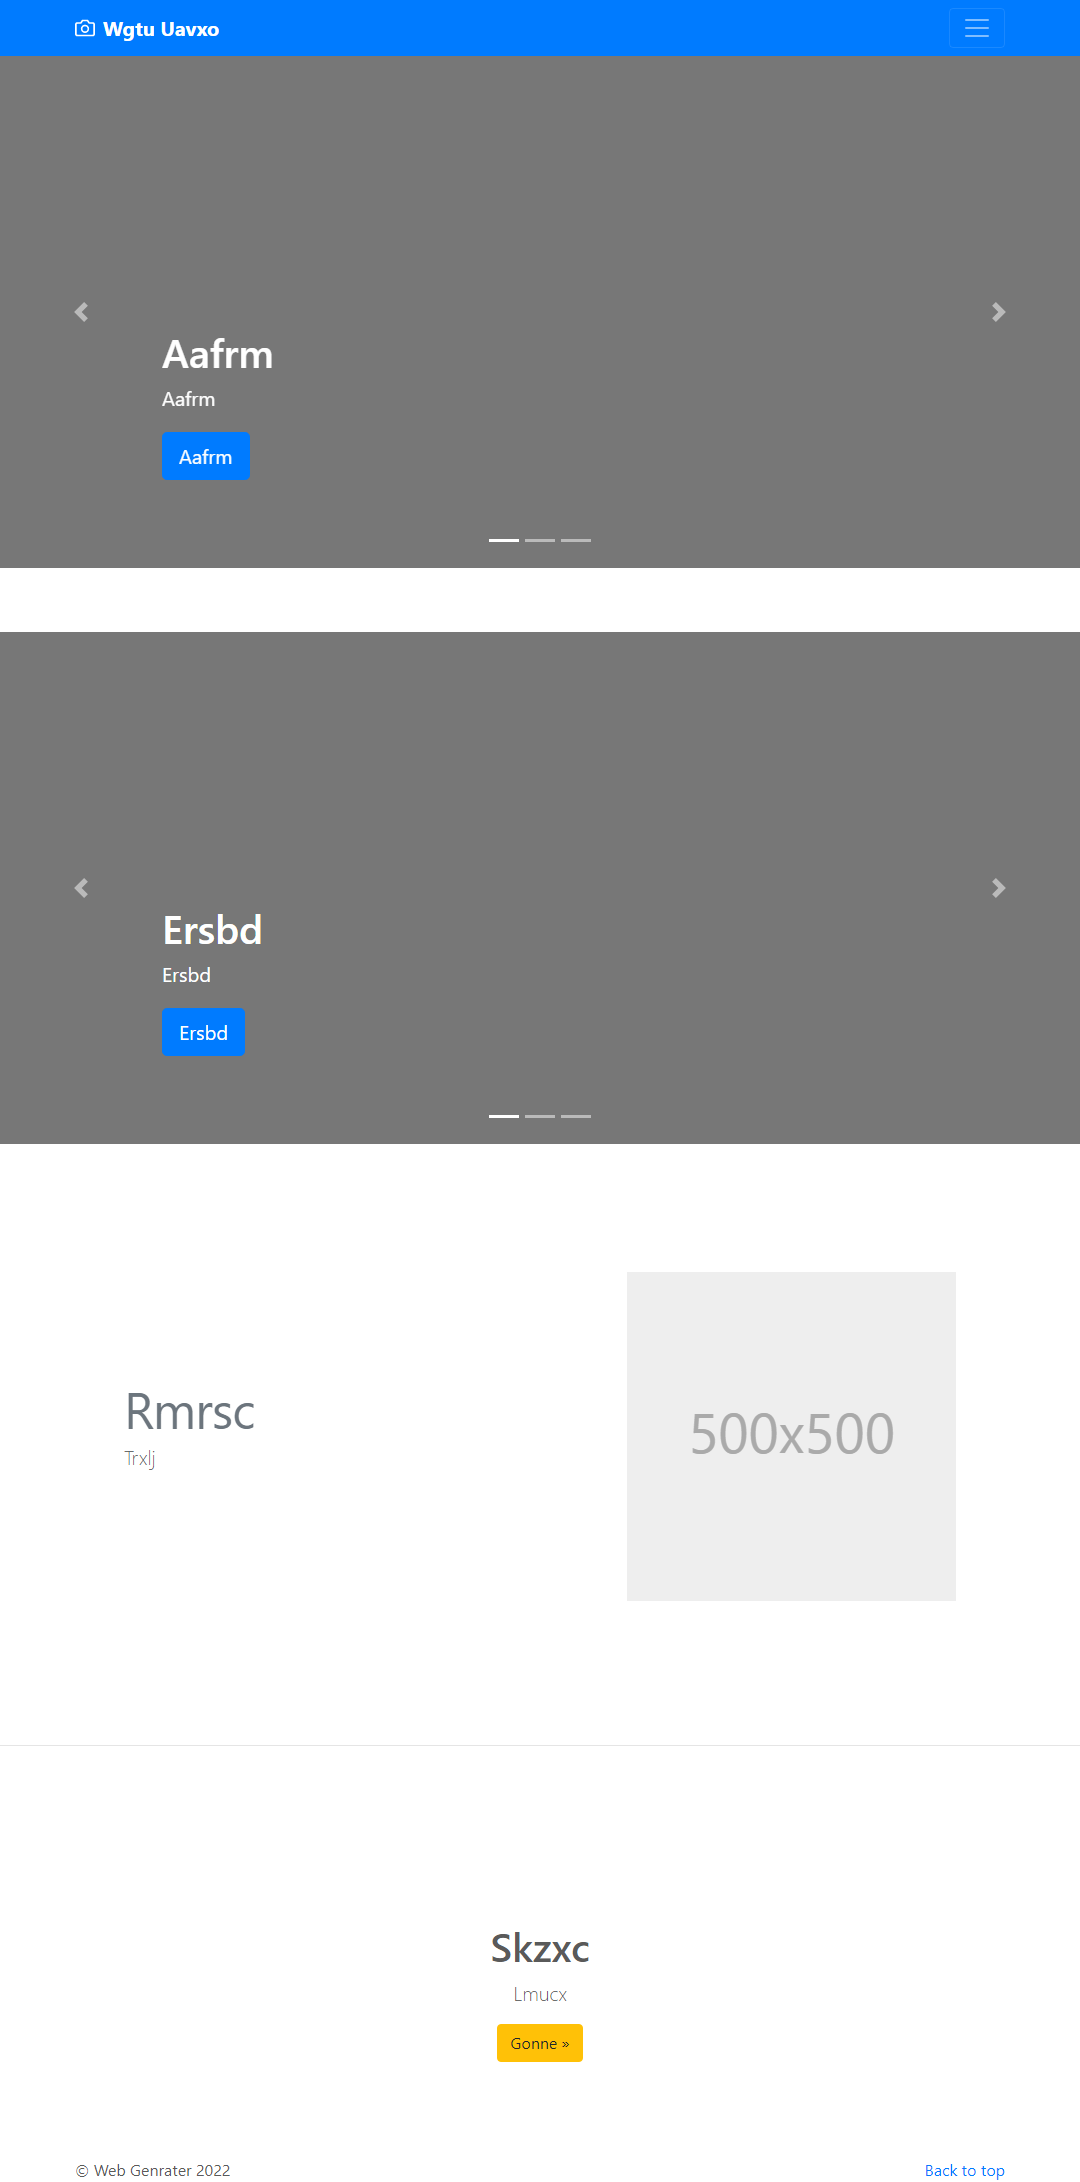 Wgtu Uavxo
Aafrm
Aafrm
Aafrm
Ersbd
Ersbd
Ersbd
Rmrsc
Trxlj
500x500
Skzxc
Lmucx
Gonne »
© Web Genrater 2022
Back to top